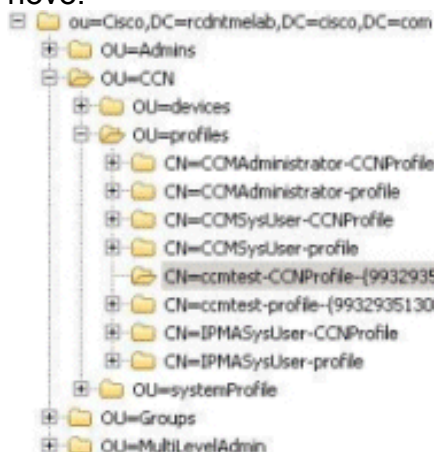 novo.
ou=Cisco,DC=rcdntmelab,DC=cisco,DC=com
OU=Admins
OU=CCN
OU=devices
OU=profiles
CN=CCMAdministrator-CCNProfile
CN=CCMAdministrator-profile
CN=CCMSysUser-CCNProfile
CN=CCMSysUser-profile
CN=ccmtest-CCNProfile-{9932935
CN=ccmtest-profile-{9932935130
CN=IPMASysUser-CCNProfile
CN=IPMASysUser-profile
OU=systemProfile
OU=Groups
OU=MultiLevelAdmin